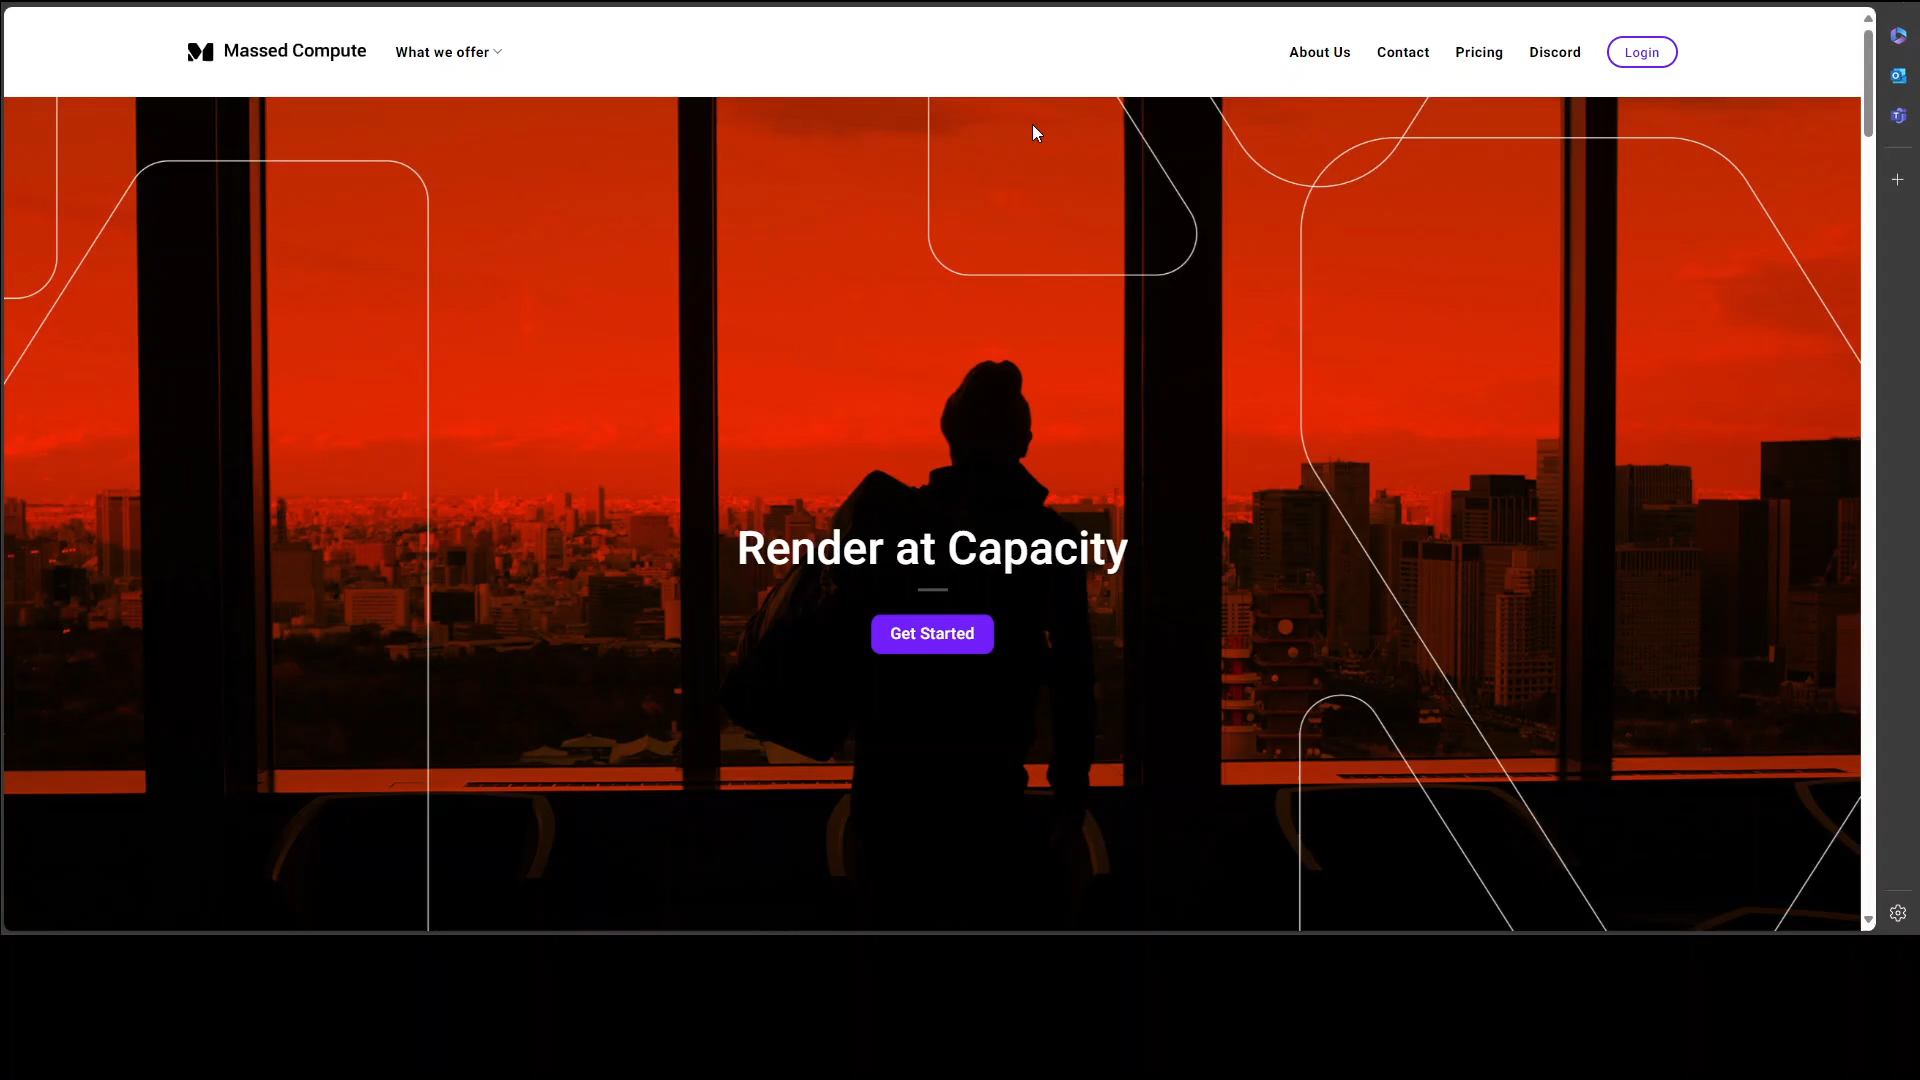 Massed Compute
What we offer
About Us
Contact
Pricing
Discord
Login
Render at Capacity
Get Started